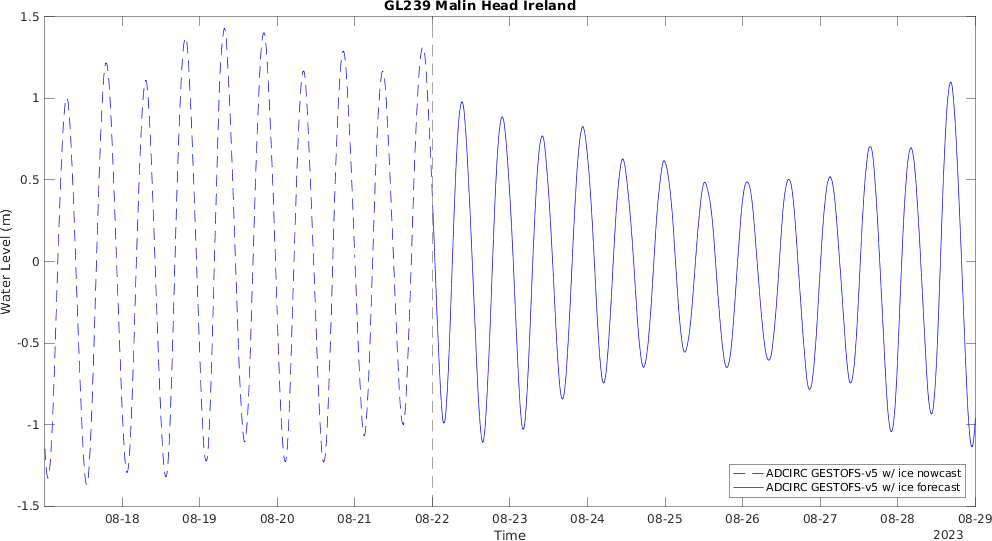 GL239 Malin Head Ireland
1.5
1
0.5
0
-0.5
-1
-1.5
Water Level (m)
ADCIRC GESTOFS-v5 w/ ice nowcast
ADCIRC GESTOFS-v5 w/ ice forecast
08-18 08-19 08-20 08-21 08-22 08-23 08-24 08-25 08-26 08-27 08-28 08-29
Time
2023